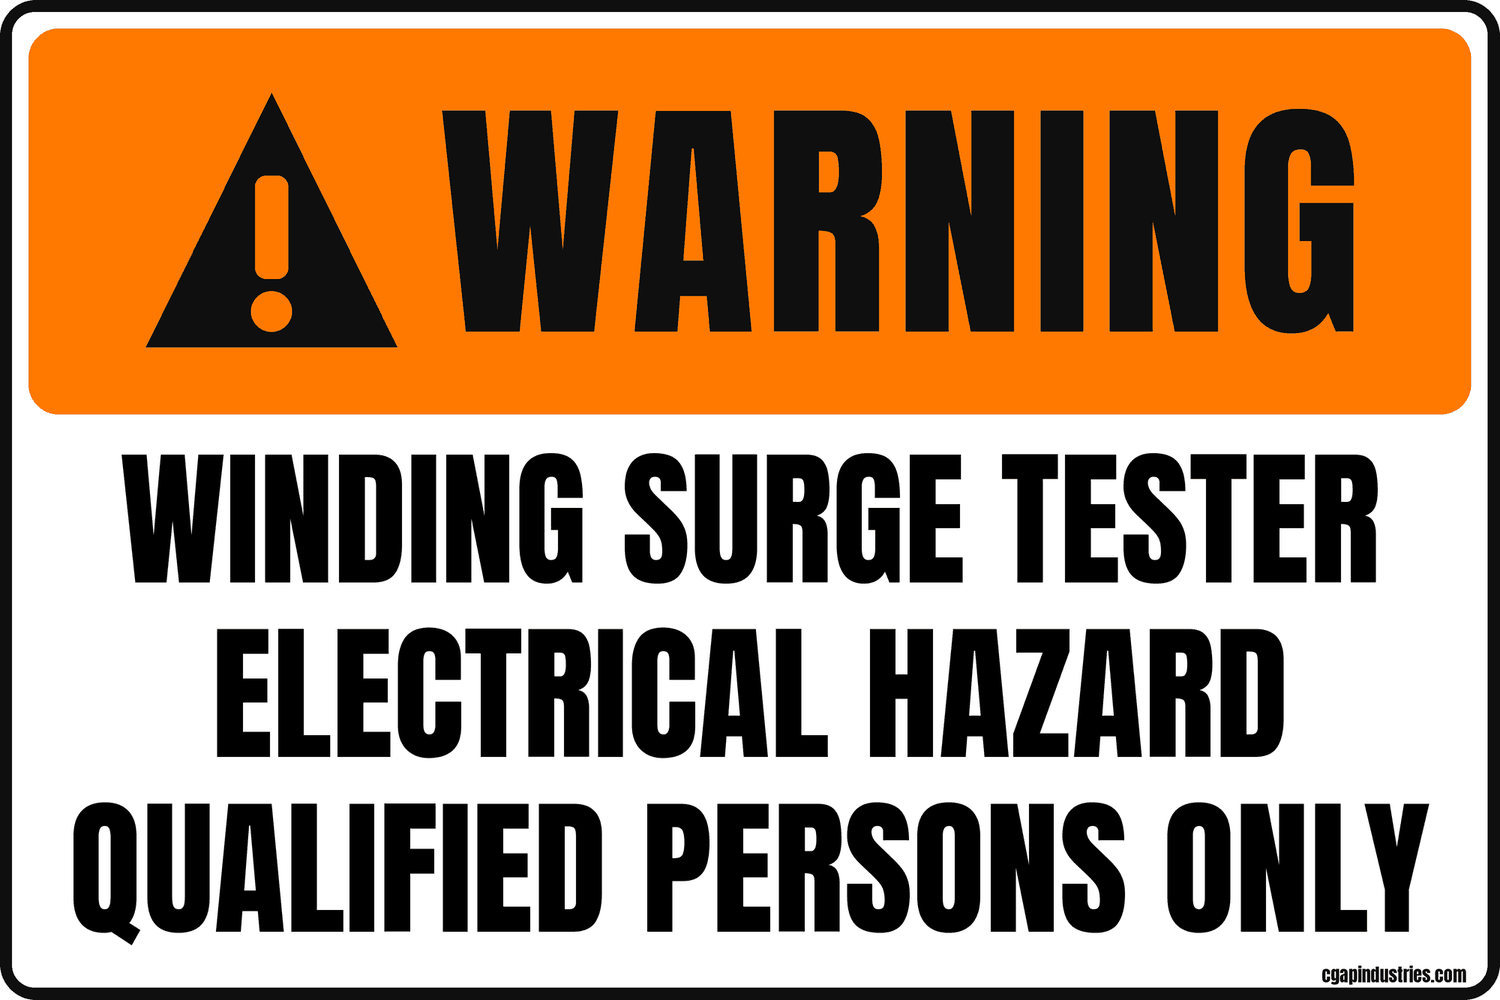 WARNING
WINDING SURGE TESTER
ELECTRICAL HAZARD
QUALIFIED PERSONS ONLY
cgapindustries.com